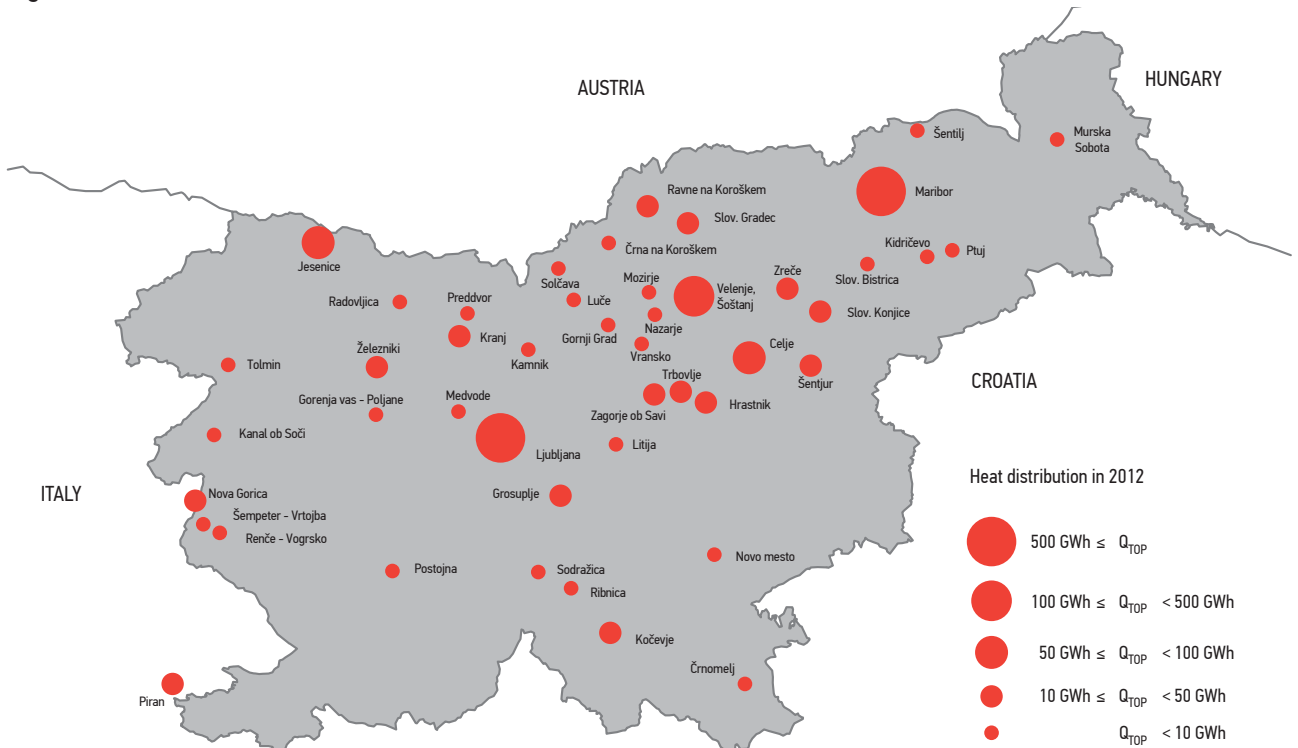 AUSTRIA
HUNGARY
Šentilj
Murska
Sobota
Ravne na Koroškem
Maribor
Slov. Gradec
Črna na Koroškem
Kidričevo
Ptuj
Jesenice
Solčava
Mozirje
Zreče
Slov. Bistrica
Velenje,
Šoštanj
Radovljica
Preddvor
Luče
Slov. Konjice
Nazarje
Gornji Grad
Kranj
Železniki
Vransko
Celje
Kamnik
Tolmin
Trbovlje
Šentjur
CROATIA
Gorenja vas - Poljane
Medvode
Zagorje ob Savi
Hrastnik
Kanal ob Soči
Ljubljana
Litija
Heat distribution in 2012
ITALY
Nova Gorica
Grosuplje
Šempeter - Vrtojba
Renče - Vogrsko
500 GWh ≤ QTOP
Novo mesto
Postojna
Sodražica
Ribnica
100 GWh ≤ QTOP < 500 GWh
Kočevje
50 GWh ≤ QTOP < 100 GWh
Črnomelj
Piran
10 GWh ≤ QTOP < 50 GWh
QTOP < 10 GWh